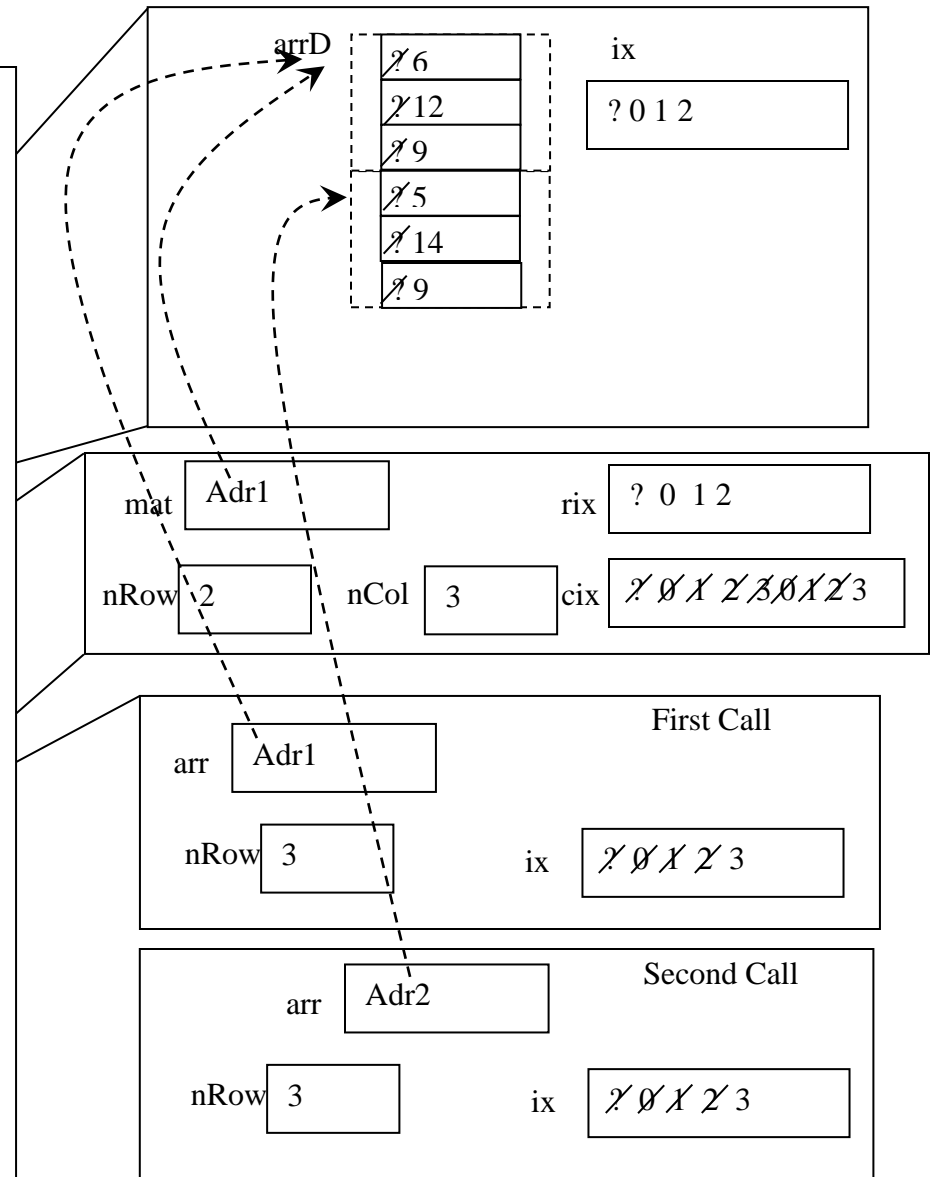 arrD
ix
? 6
? 0 1 2
? 12
? 9
? 5
? 14
? 9
mat
Adr1
rix
? 0 1 2
nRow
2
nCol
3
cix
? 0 1 2 3 0 1 2 3
First Call
arr
Adr1
nRow
3
ix
? 0 1 2 3
Second Call
arr
Adr2
nRow
3
ix
? 0 1 2 3